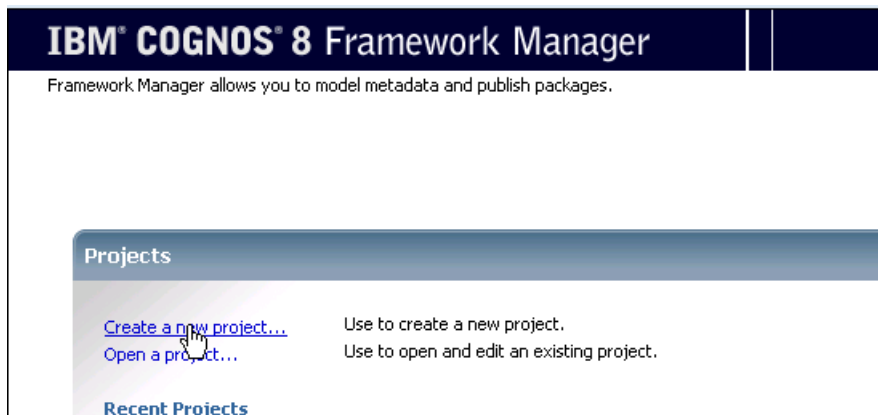 IBM® COGNOS® 8 Framework Manager
Framework Manager allows you to model metadata and publish packages.
Projects
Create a new project... Use to create a new project.
Open a project... Use to open and edit an existing project.
Recent Projects